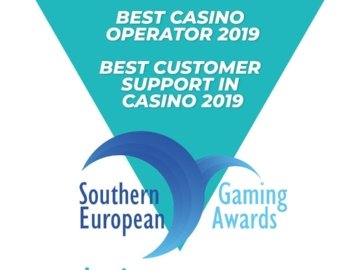 BEST CASINO
OPERATOR 2019
BEST CUSTOMER
SUPPORT IN
CASINO 2019
Southern Gaming
European Awards